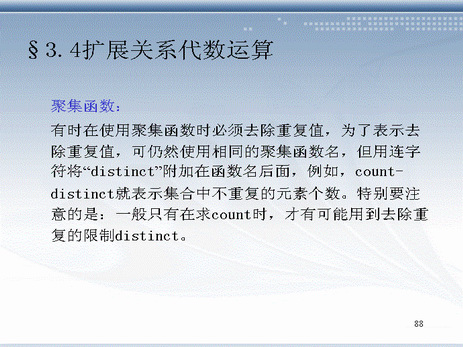 §3.4扩展关系代数运算
聚集函数：
有时在使用聚集函数时必须去除重复值，为了表示去
除重复值，可仍然使用相同的聚集函数名，但用连字
符将“distinct”附加在函数名后面，例如，count-
distinct就表示集合中不重复的元素个数。特别要注
意的是：一般只有在求count时，才有可能用到去除重
复的限制distinct。
88